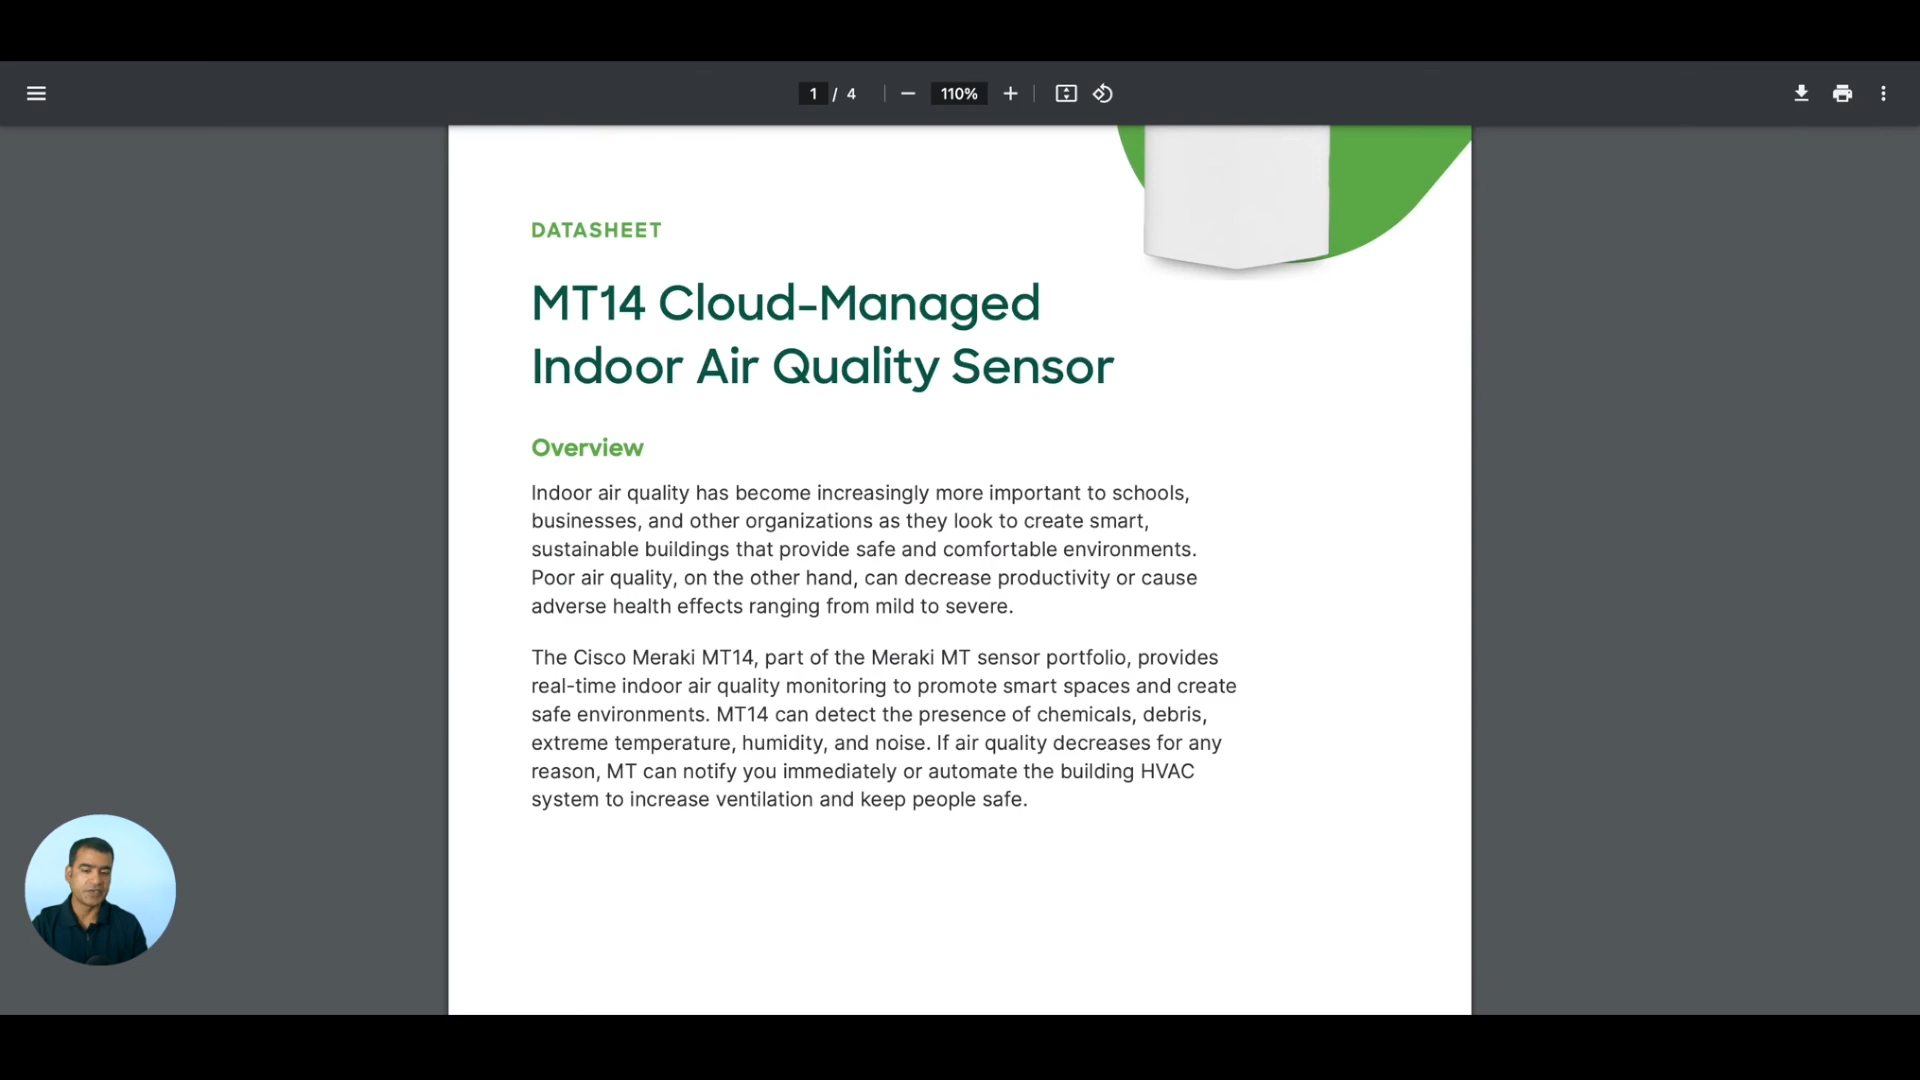 1 / 4
110%
DATASHEET
MT14 Cloud-Managed
Indoor Air Quality Sensor
Overview
Indoor air quality has become increasingly more important to schools,
businesses, and other organizations as they look to create smart,
sustainable buildings that provide safe and comfortable environments.
Poor air quality, on the other hand, can decrease productivity or cause
adverse health effects ranging from mild to severe.
The Cisco Meraki MT14, part of the Meraki MT sensor portfolio, provides
real-time indoor air quality monitoring to promote smart spaces and create
safe environments. MT14 can detect the presence of chemicals, debris,
extreme temperature, humidity, and noise. If air quality decreases for any
reason, MT can notify you immediately or automate the building HVAC
system to increase ventilation and keep people safe.